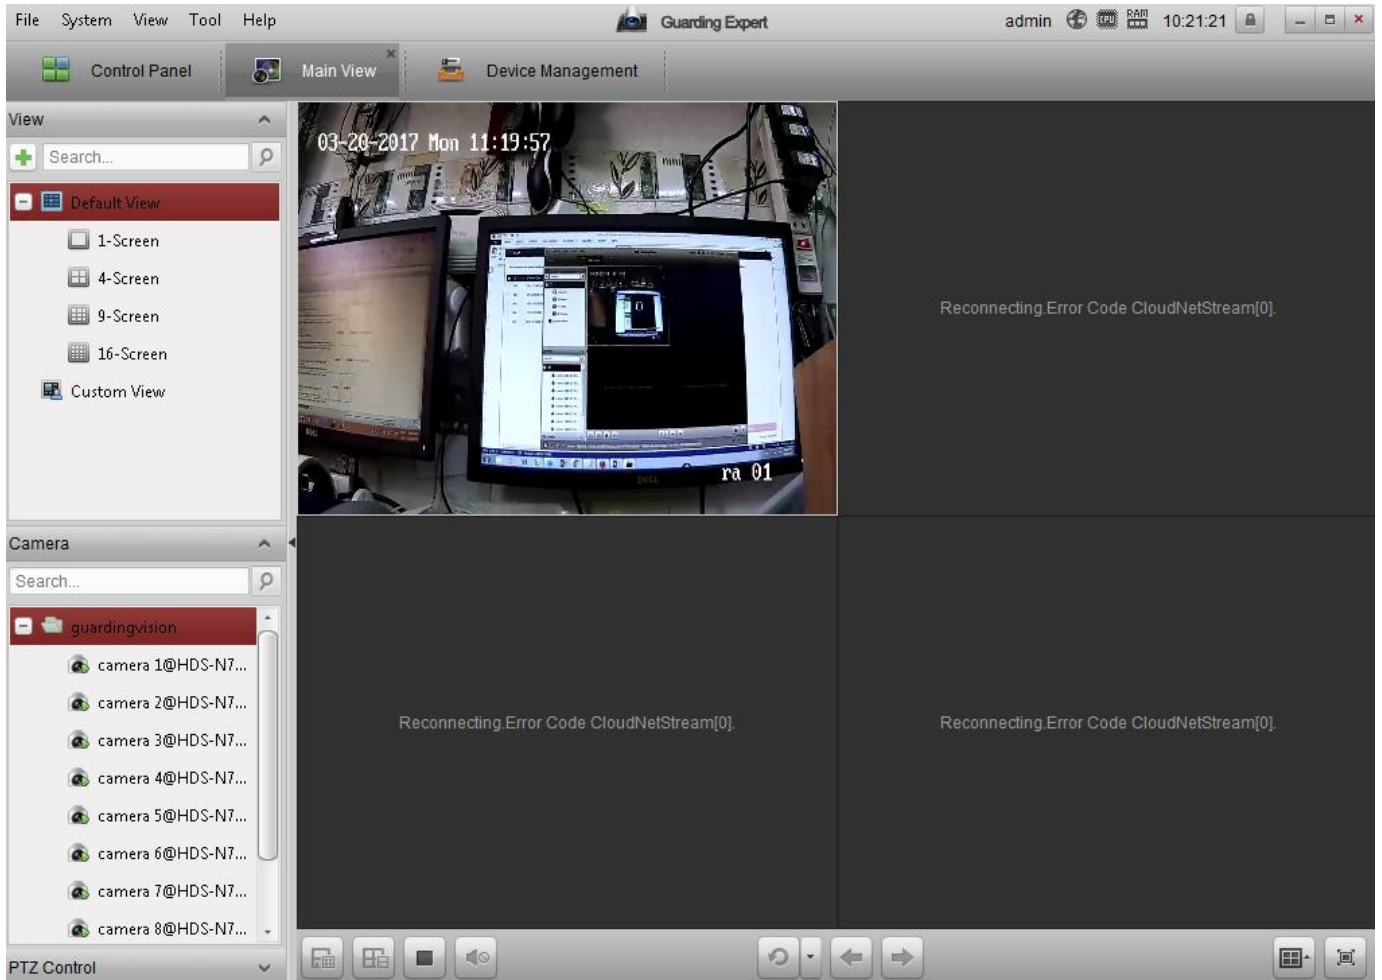 File System View Tool Help
Guarding Expert
admin CPU RAM 10:21:21
Control Panel
Main View
Device Management
View
Search...
Default View
1-Screen
4-Screen
9-Screen
16-Screen
Custom View
Camera
Search...
guardingvision
camera 1@HDS-N7...
camera 2@HDS-N7...
camera 3@HDS-N7...
camera 4@HDS-N7...
camera 5@HDS-N7...
camera 6@HDS-N7...
camera 7@HDS-N7...
camera 8@HDS-N7...
PTZ Control
03-20-2017 Mon 11:19:57
DELL
DELL
ra 01
Reconnecting.Error Code CloudNetStream[0].
Reconnecting.Error Code CloudNetStream[0].
Reconnecting.Error Code CloudNetStream[0].